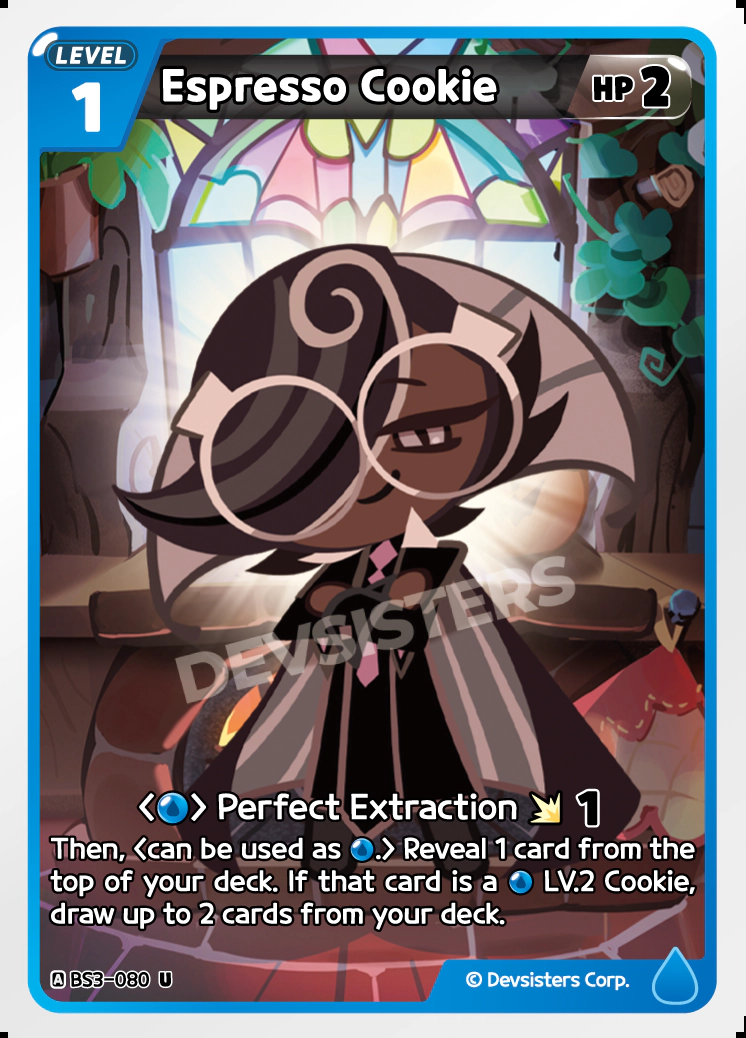 LEVEL
1
Espresso Cookie
HP 2
DEVSISTERS
<💧> Perfect Extraction 1
Then, <can be used as 💧.> Reveal 1 card from the
top of your deck. If that card is a 💧 LV.2 Cookie,
draw up to 2 cards from your deck.
A BS3-080 U
© Devsisters Corp.